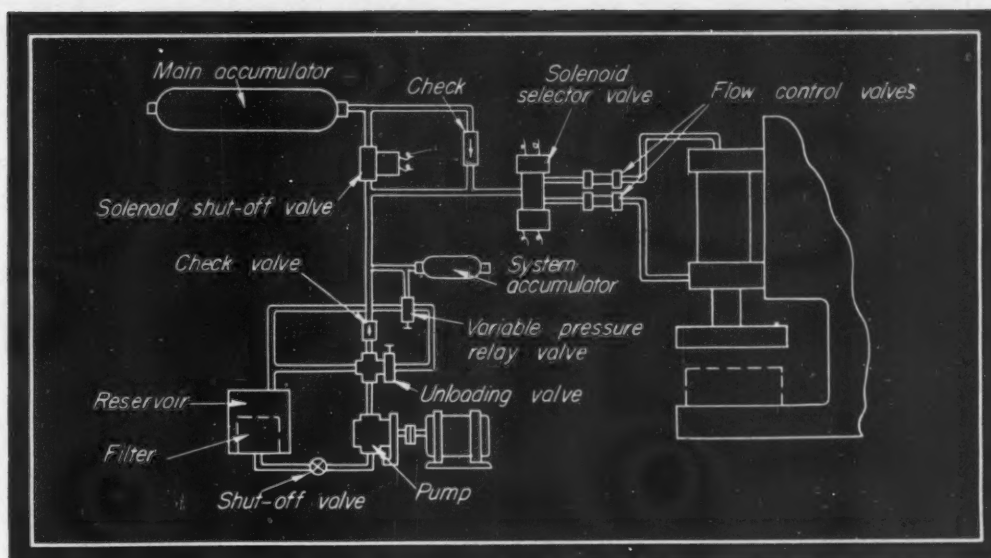 Main accumulator
Check
Solenoid
selector valve
Flow control valves
Solenoid shut-off valve
Check valve
System
accumulator
Variable pressure
relay valve
Unloading valve
Reservoir
Filter
Shut-off valve
Pump